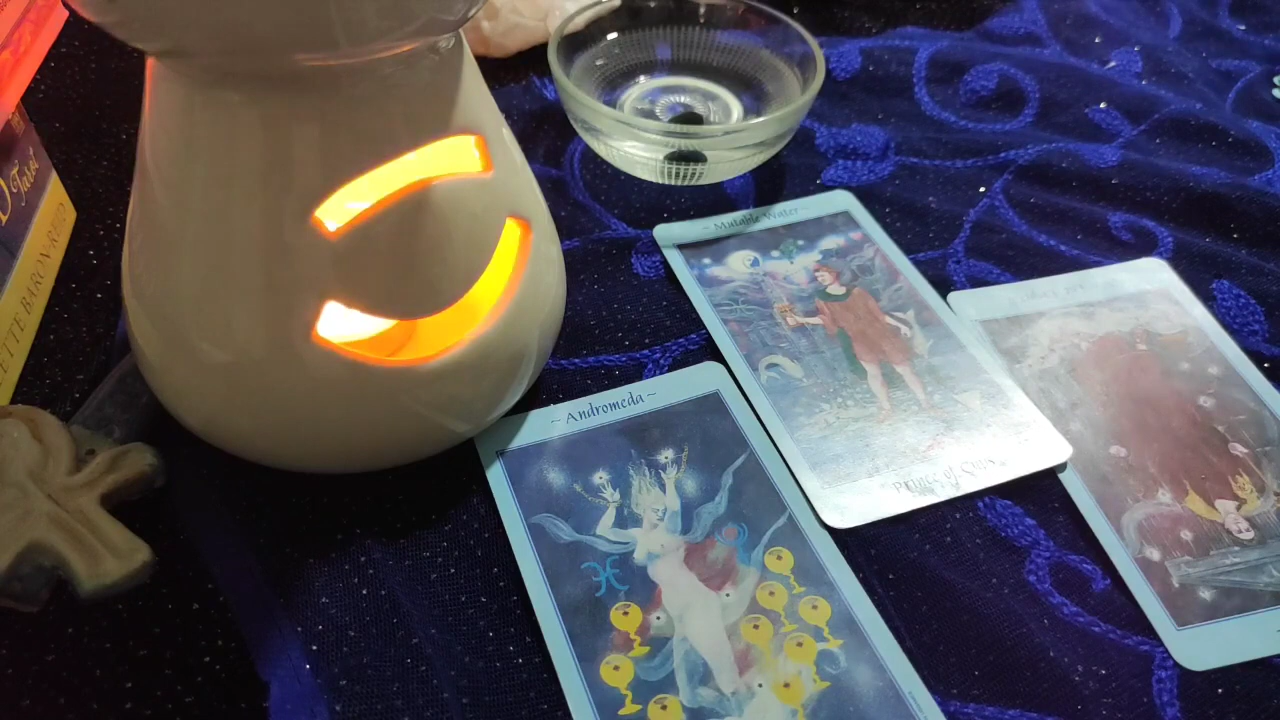 Tarot
ETTE BARON-REID
~ Mutable Water ~
Prince of Cups
~ Andromeda ~